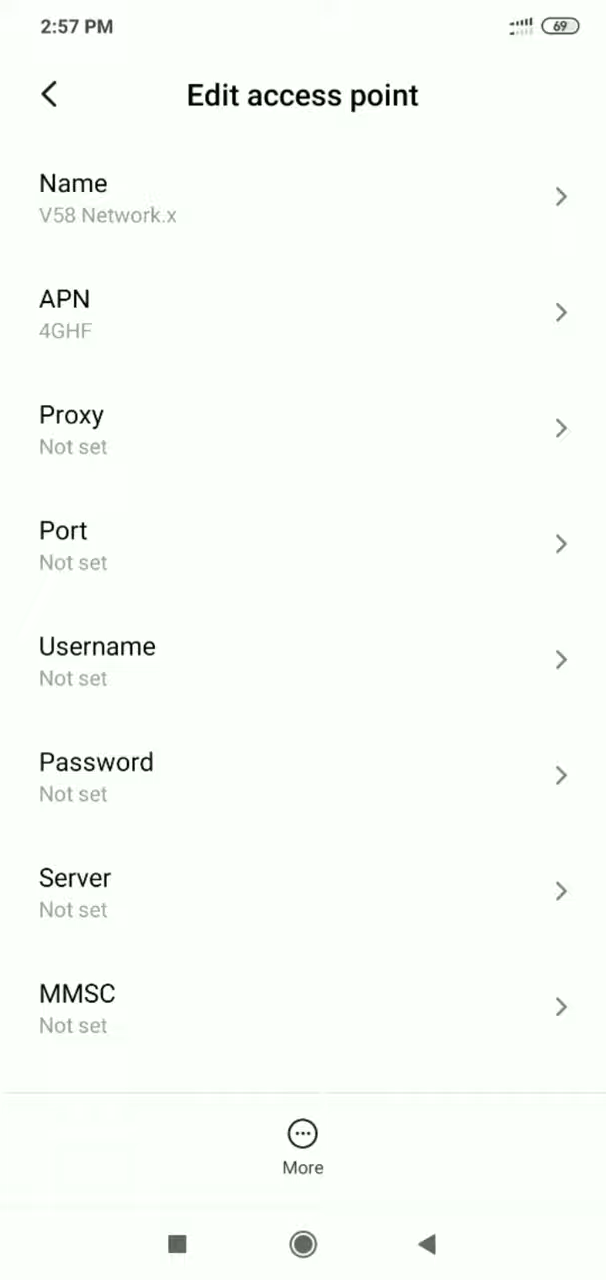 2:57 PM
69
Edit access point
Name
V58 Network.x
APN
4GHF
Proxy
Not set
Port
Not set
Username
Not set
Password
Not set
Server
Not set
MMSC
Not set
More